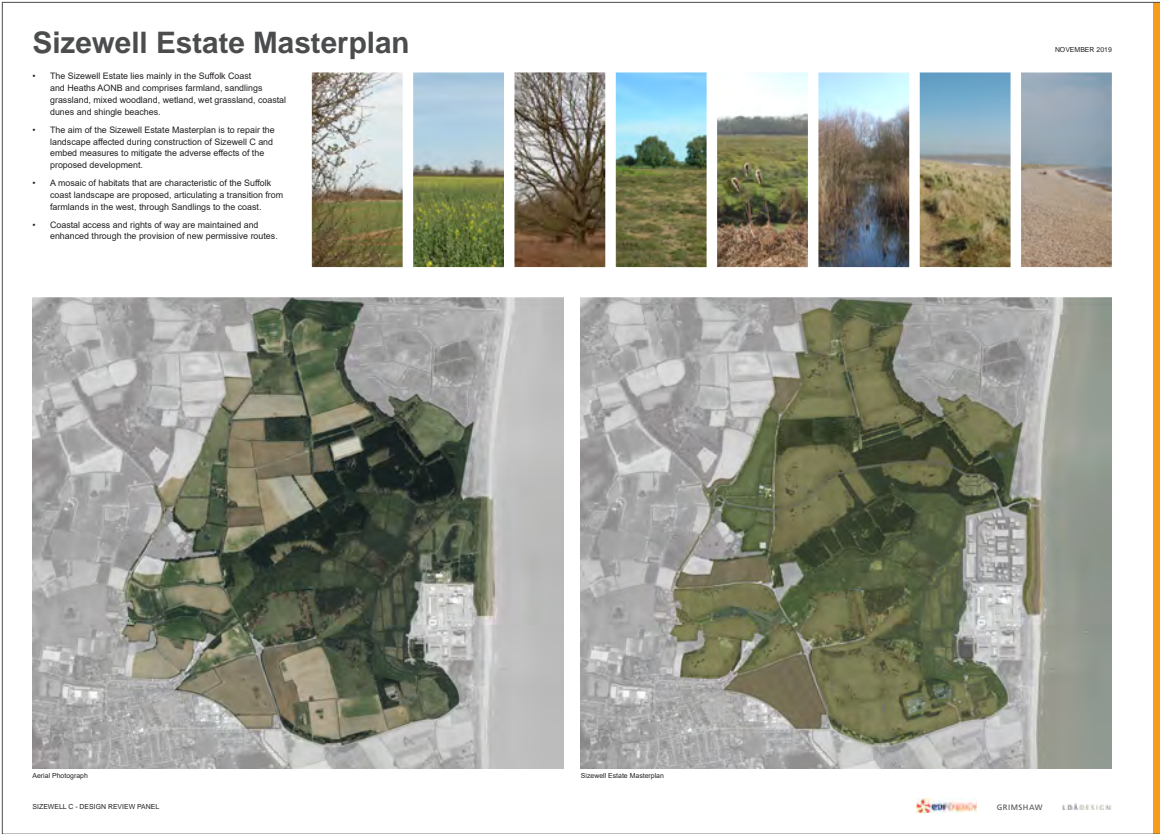 Sizewell Estate Masterplan
NOVEMBER 2019
• The Sizewell Estate lies mainly in the Suffolk Coast
and Heaths AONB and comprises farmland, sandlings
grassland, mixed woodland, wetland, wet grassland, coastal
dunes and shingle beaches.
• The aim of the Sizewell Estate Masterplan is to repair the
landscape affected during construction of Sizewell C and
embed measures to mitigate the adverse effects of the
proposed development.
• A mosaic of habitats that are characteristic of the Suffolk
coast landscape are proposed, articulating a transition from
farmlands in the west, through Sandlings to the coast.
• Coastal access and rights of way are maintained and
enhanced through the provision of new permissive routes.
Aerial Photograph
Sizewell Estate Masterplan
SIZEWELL C - DESIGN REVIEW PANEL
edf ENERGY
GRIMSHAW
LDĀDESIGN